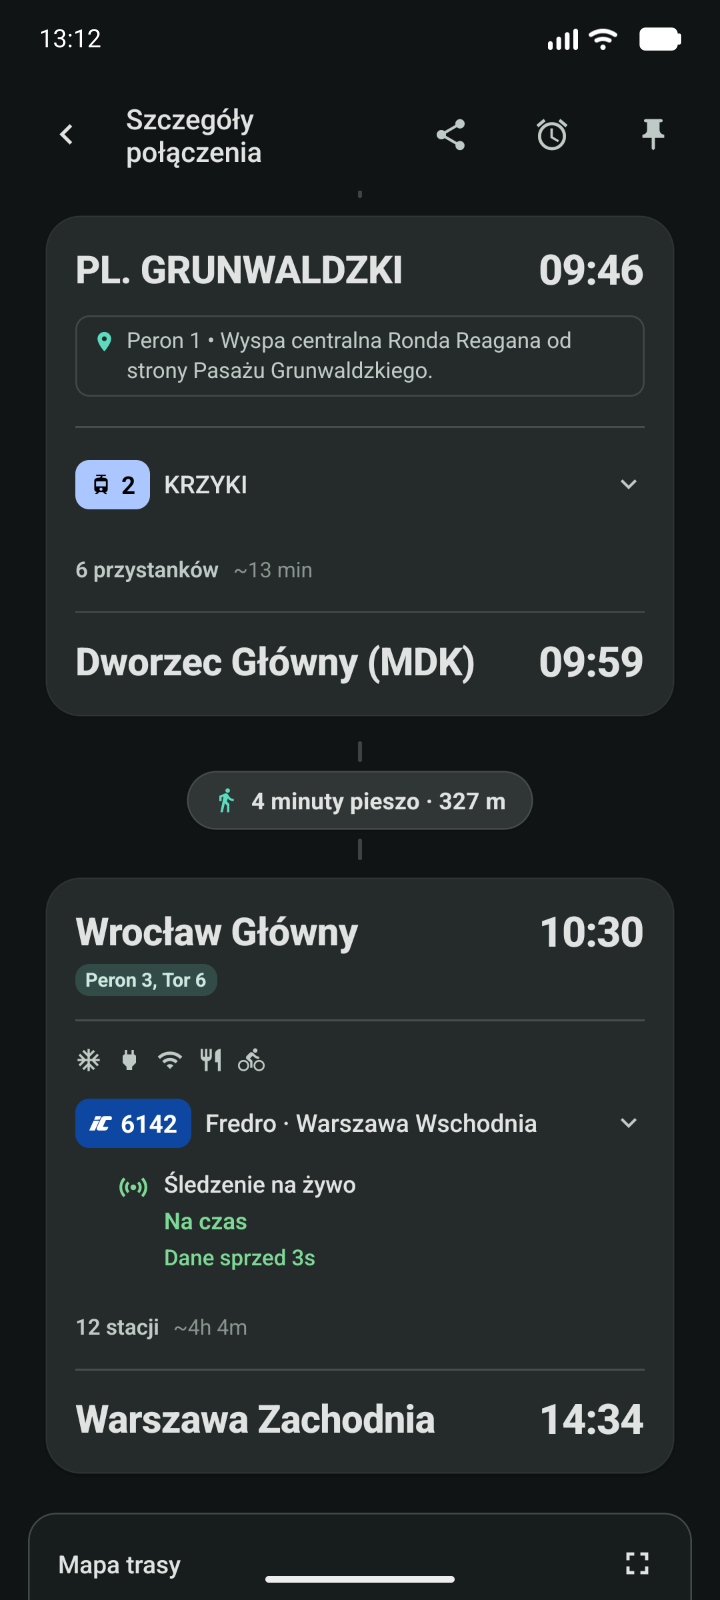 13:12
Szczegóły
połączenia
PL. GRUNWALDZKI 09:46
Peron 1 • Wyspa centralna Ronda Reagana od
strony Pasażu Grunwaldzkiego.
2 KRZYKI
6 przystanków ~13 min
Dworzec Główny (MDK) 09:59
4 minuty pieszo · 327 m
Wrocław Główny 10:30
Peron 3, Tor 6
IC 6142 Fredro · Warszawa Wschodnia
Śledzenie na żywo
Na czas
Dane sprzed 3s
12 stacji ~4h 4m
Warszawa Zachodnia 14:34
Mapa trasy